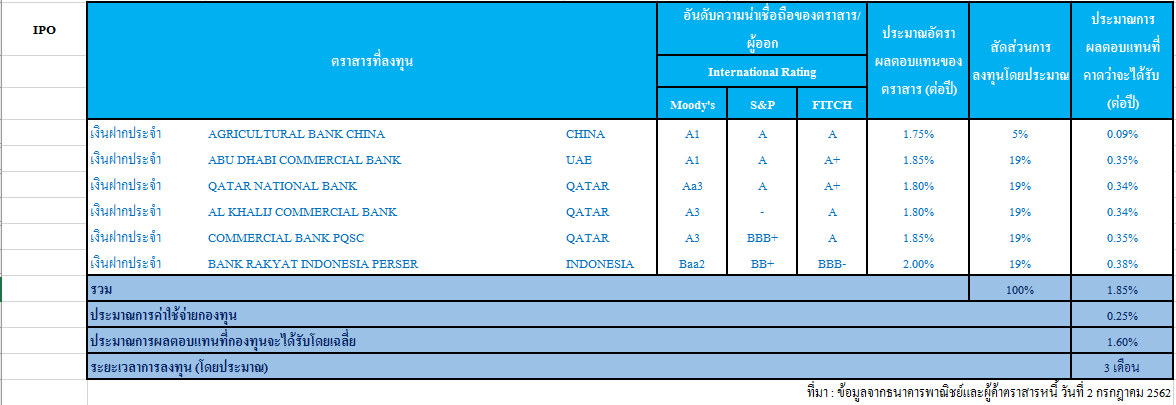 IPO
ตราสารที่ลงทุน
อันดับความน่าเชื่อถือของตราสาร/
ผู้ออก
International Rating
Moody's S&P FITCH
ประมาณอัตรา
ผลตอบแทนของ
ตราสาร (ต่อปี)
สัดส่วนการ
ลงทุนโดยประมาณ
ประมาณการ
ผลตอบแทนที่
คาดว่าจะได้รับ
(ต่อปี)
เงินฝากประจำ AGRICULTURAL BANK CHINA CHINA A1 A A 1.75% 5% 0.09%
เงินฝากประจำ ABU DHABI COMMERCIAL BANK UAE A1 A A+ 1.85% 19% 0.35%
เงินฝากประจำ QATAR NATIONAL BANK QATAR Aa3 A A+ 1.80% 19% 0.34%
เงินฝากประจำ AL KHALIJ COMMERCIAL BANK QATAR A3 - A 1.80% 19% 0.34%
เงินฝากประจำ COMMERCIAL BANK PQSC QATAR A3 BBB+ A 1.85% 19% 0.35%
เงินฝากประจำ BANK RAKYAT INDONESIA PERSER INDONESIA Baa2 BB+ BBB- 2.00% 19% 0.38%
รวม 100% 1.85%
ประมาณการค่าใช้จ่ายกองทุน 0.25%
ประมาณการผลตอบแทนที่กองทุนจะได้รับโดยเฉลี่ย 1.60%
ระยะเวลาการลงทุน (โดยประมาณ) 3 เดือน
ที่มา : ข้อมูลจากธนาคารพาณิชย์และผู้ค้าตราสารหนี้ วันที่ 2 กรกฎาคม 2562